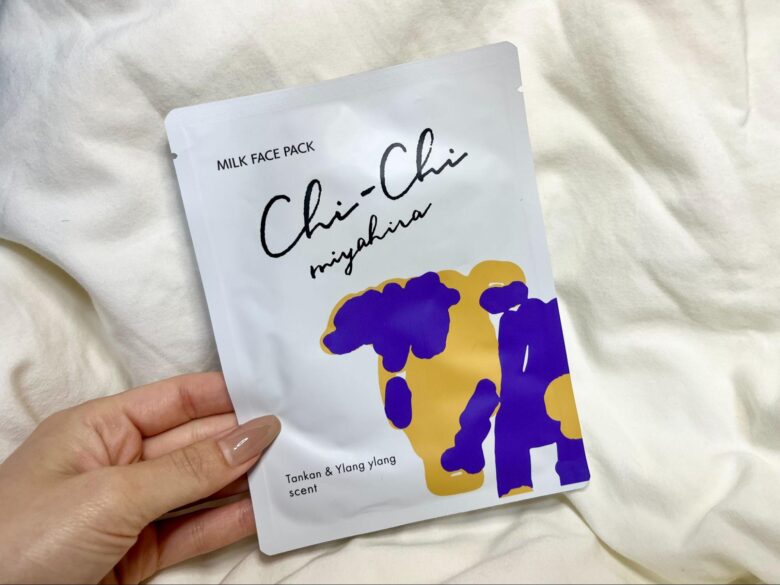 MILK FACE PACK
Chi-Chi
miyahira
Tankan & Ylang ylang
scent